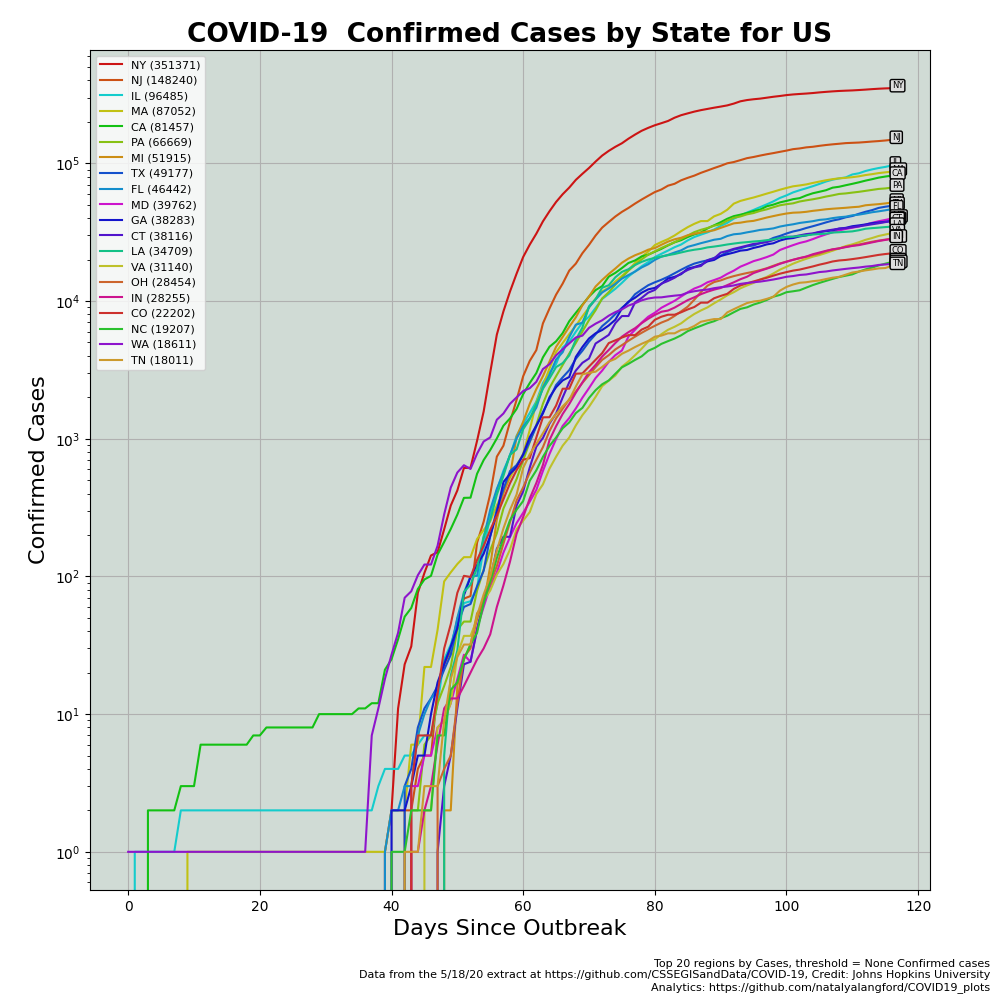 COVID-19  Confirmed Cases by State for US
NY (351371)
NJ (148240)
IL (96485)
MA (87052)
CA (81457)
PA (66669)
MI (51915)
TX (49177)
FL (46442)
MD (39762)
GA (38283)
CT (38116)
LA (34709)
VA (31140)
OH (28454)
IN (28255)
CO (22202)
NC (19207)
WA (18611)
TN (18011)
NY
NJ
CA
PA
FL
IN
CO
TN
Confirmed Cases
10^5
10^4
10^3
10^2
10^1
10^0
0 20 40 60 80 100 120
Days Since Outbreak
Top 20 regions by Cases, threshold = None Confirmed cases
Data from the 5/18/20 extract at https://github.com/CSSEGISandData/COVID-19, Credit: Johns Hopkins University
Analytics: https://github.com/natalyalangford/COVID19_plots